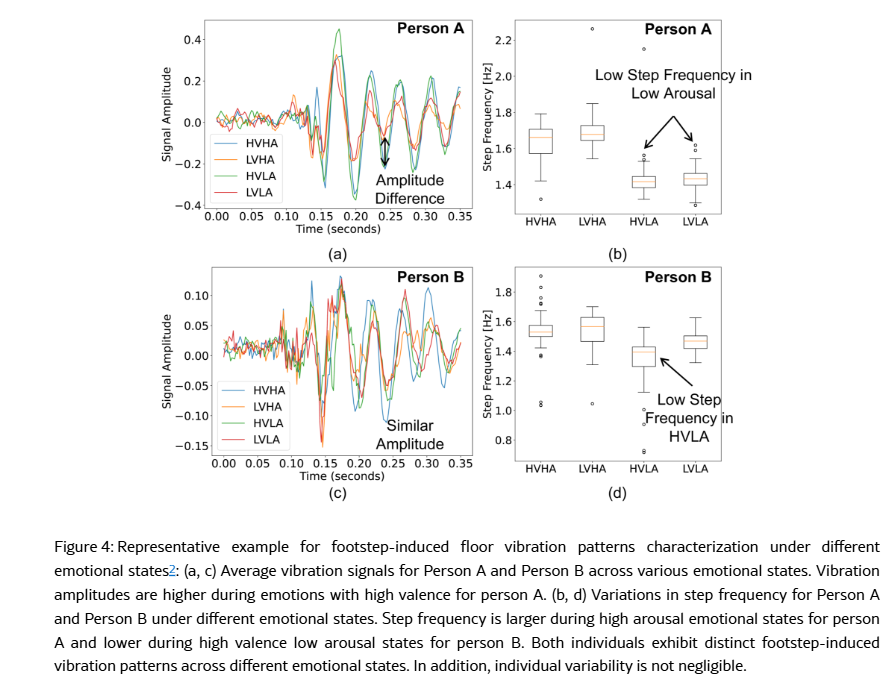 Person A
Signal Amplitude
0.4
0.2
0.0
−0.2
−0.4
HVHA
LVHA
HVLA
LVLA
Amplitude
Difference
0.00 0.05 0.10 0.15 0.20 0.25 0.30 0.35
Time (seconds)
(a)
Person A
Step Frequency [Hz]
2.2
2.0
1.8
1.6
1.4
Low Step Frequency in
Low Arousal
HVHA LVHA HVLA LVLA
(b)
Person B
Signal Amplitude
0.10
0.05
0.00
−0.05
−0.10
−0.15
HVHA
LVHA
HVLA
LVLA
Similar
Amplitude
0.00 0.05 0.10 0.15 0.20 0.25 0.30 0.35
Time (seconds)
(c)
Person B
Step Frequency [Hz]
1.8
1.6
1.4
1.2
1.0
0.8
Low Step
Frequency in
HVLA
HVHA LVHA HVLA LVLA
(d)
Figure 4: Representative example for footstep-induced floor vibration patterns characterization under different
emotional states2: (a, c) Average vibration signals for Person A and Person B across various emotional states. Vibration
amplitudes are higher during emotions with high valence for person A. (b, d) Variations in step frequency for Person A
and Person B under different emotional states. Step frequency is larger during high arousal emotional states for person
A and lower during high valence low arousal states for person B. Both individuals exhibit distinct footstep-induced
vibration patterns across different emotional states. In addition, individual variability is not negligible.